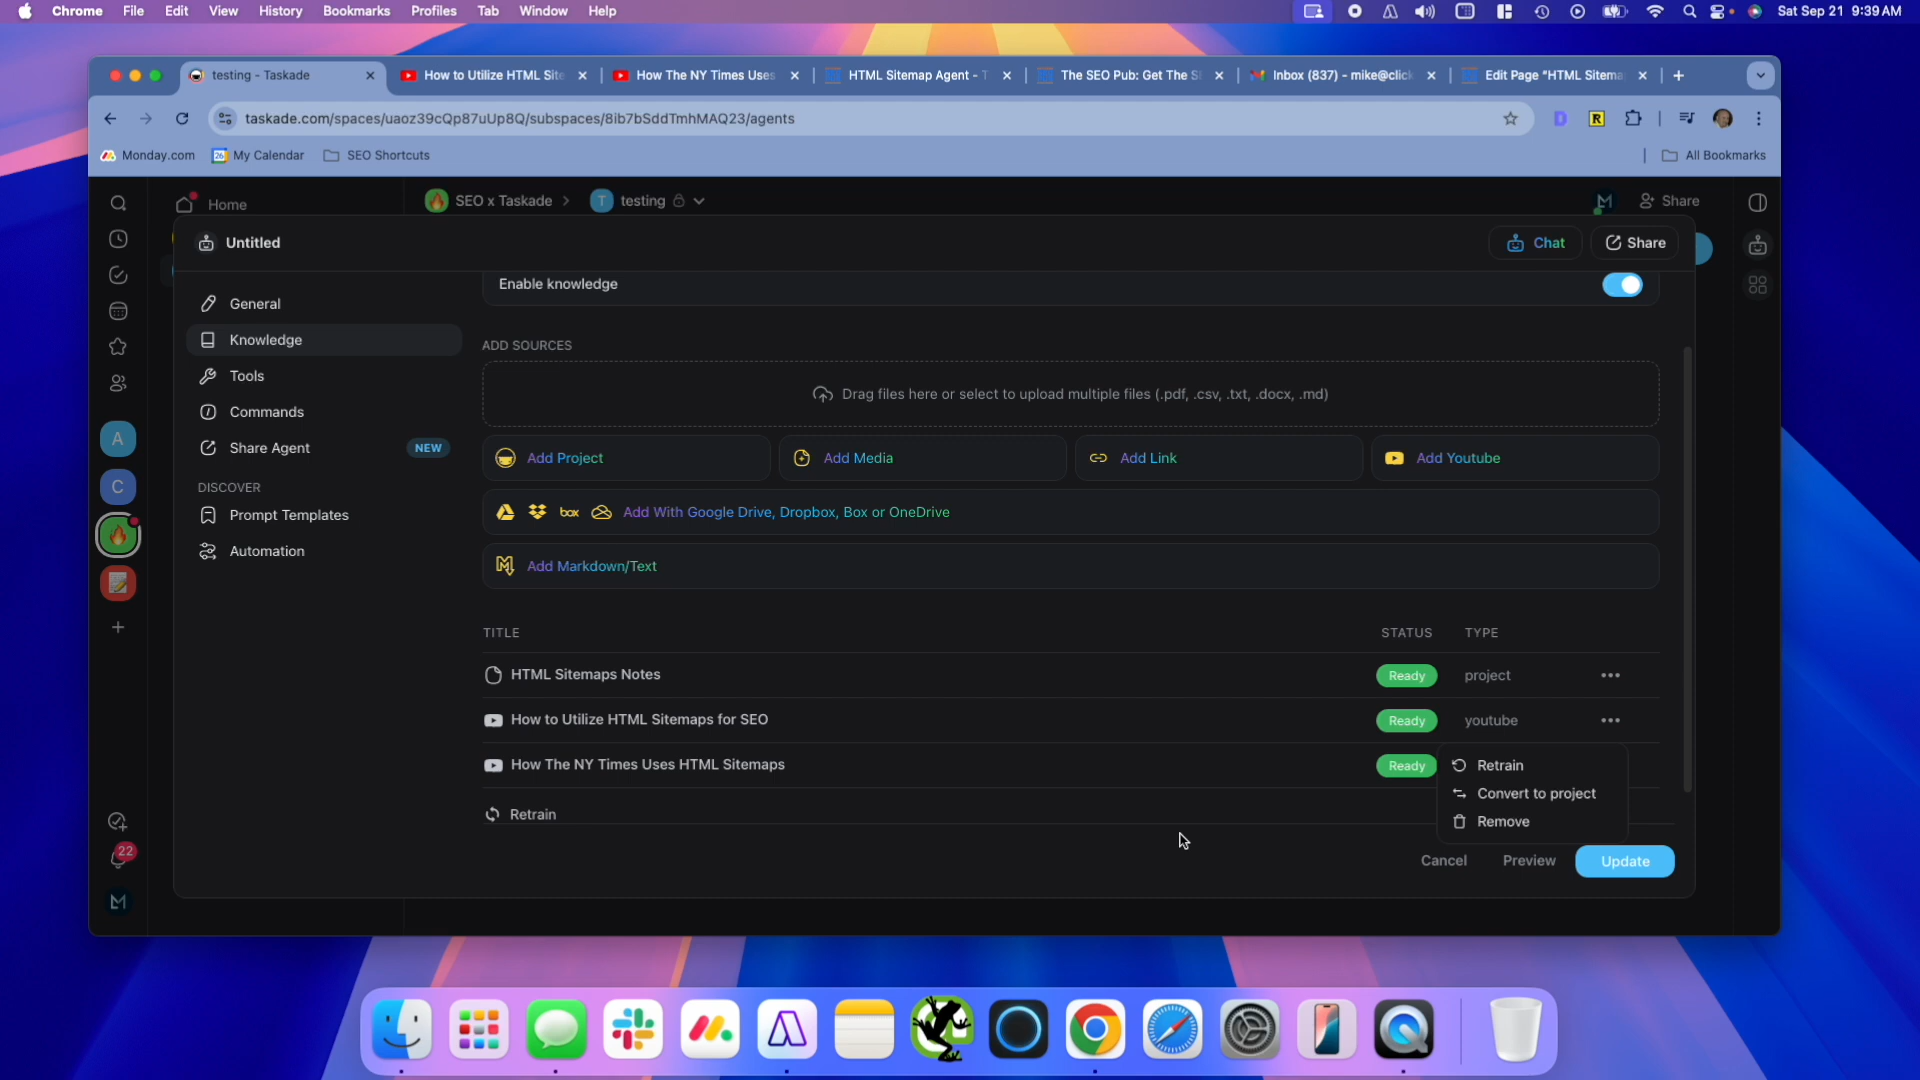 Chrome File Edit View History Bookmarks Profiles Tab Window Help Sat Sep 21 9:39 AM
testing - Taskade How to Utilize HTML Site How The NY Times Uses HTML Sitemap Agent - T The SEO Pub: Get The S Inbox (837) - mike@click Edit Page "HTML Sitema
taskade.com/spaces/uaoz39cQp87uUp8Q/subspaces/8ib7bSddTmhMAQ23/agents
Monday.com 26 My Calendar SEO Shortcuts All Bookmarks
Home SEO x Taskade testing Share
Untitled Chat Share
General
Knowledge
Tools
Commands
Share Agent NEW
DISCOVER
Prompt Templates
Automation
A
C
22
Enable knowledge
ADD SOURCES
Drag files here or select to upload multiple files (.pdf, .csv, .txt, .docx, .md)
Add Project Add Media Add Link Add Youtube
box Add With Google Drive, Dropbox, Box or OneDrive
Add Markdown/Text
TITLE STATUS TYPE
HTML Sitemaps Notes Ready project
How to Utilize HTML Sitemaps for SEO Ready youtube
How The NY Times Uses HTML Sitemaps Ready
Retrain
Retrain
Convert to project
Remove
Cancel Preview Update